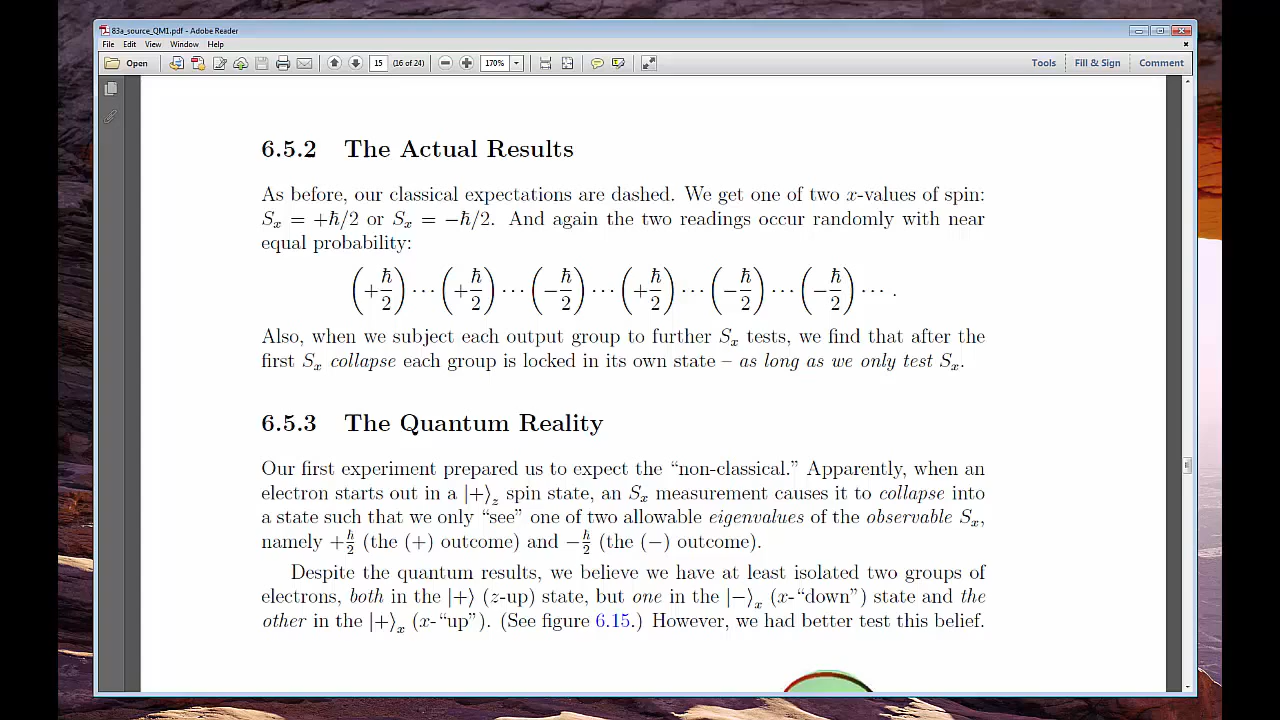 83a_source_QM1.pdf - Adobe Reader
File Edit View Window Help
Open 15 (16 of 24) 170% Tools Fill & Sign Comment
6.5.2 The Actual Results
As before, our classical expectations are dashed. We get one of two x-values of spin:
Sₓ = +ℏ/2 or Sₓ = −ℏ/2. And again the two readings occur randomly with near
equal probability:
(+ℏ/2) ··· (+ℏ/2) ··· (−ℏ/2) ··· (+ℏ/2) ··· (−ℏ/2) ··· (−ℏ/2) ··· .
Also, when we subject each output group to further Sₓ tests, we find that after the
first Sₓ collapse each group is locked in its own state – as long as we only test Sₓ.
6.5.3 The Quantum Reality
Our first experiment prepared us to expect the “non-classical.” Apparently, when an
electron starts out in a |+⟩ spin state, an Sₓ measurement causes it to collapse into
a state such that we only “see” one of two allowable eigenvalues of the observable Sₓ,
namely +ℏ/2 (the (+) outcome) and −ℏ/2 (the (−) outcome).
Despite the quantum results, we believe we have at least isolated two groups of
electrons, both in the |+⟩ (z-up) state, but one in the |−⟩ₓ (x-“down”) state and the
other in the |+⟩ₓ (x-“up”). (See figure 6.15.) However, we had better test this belief.